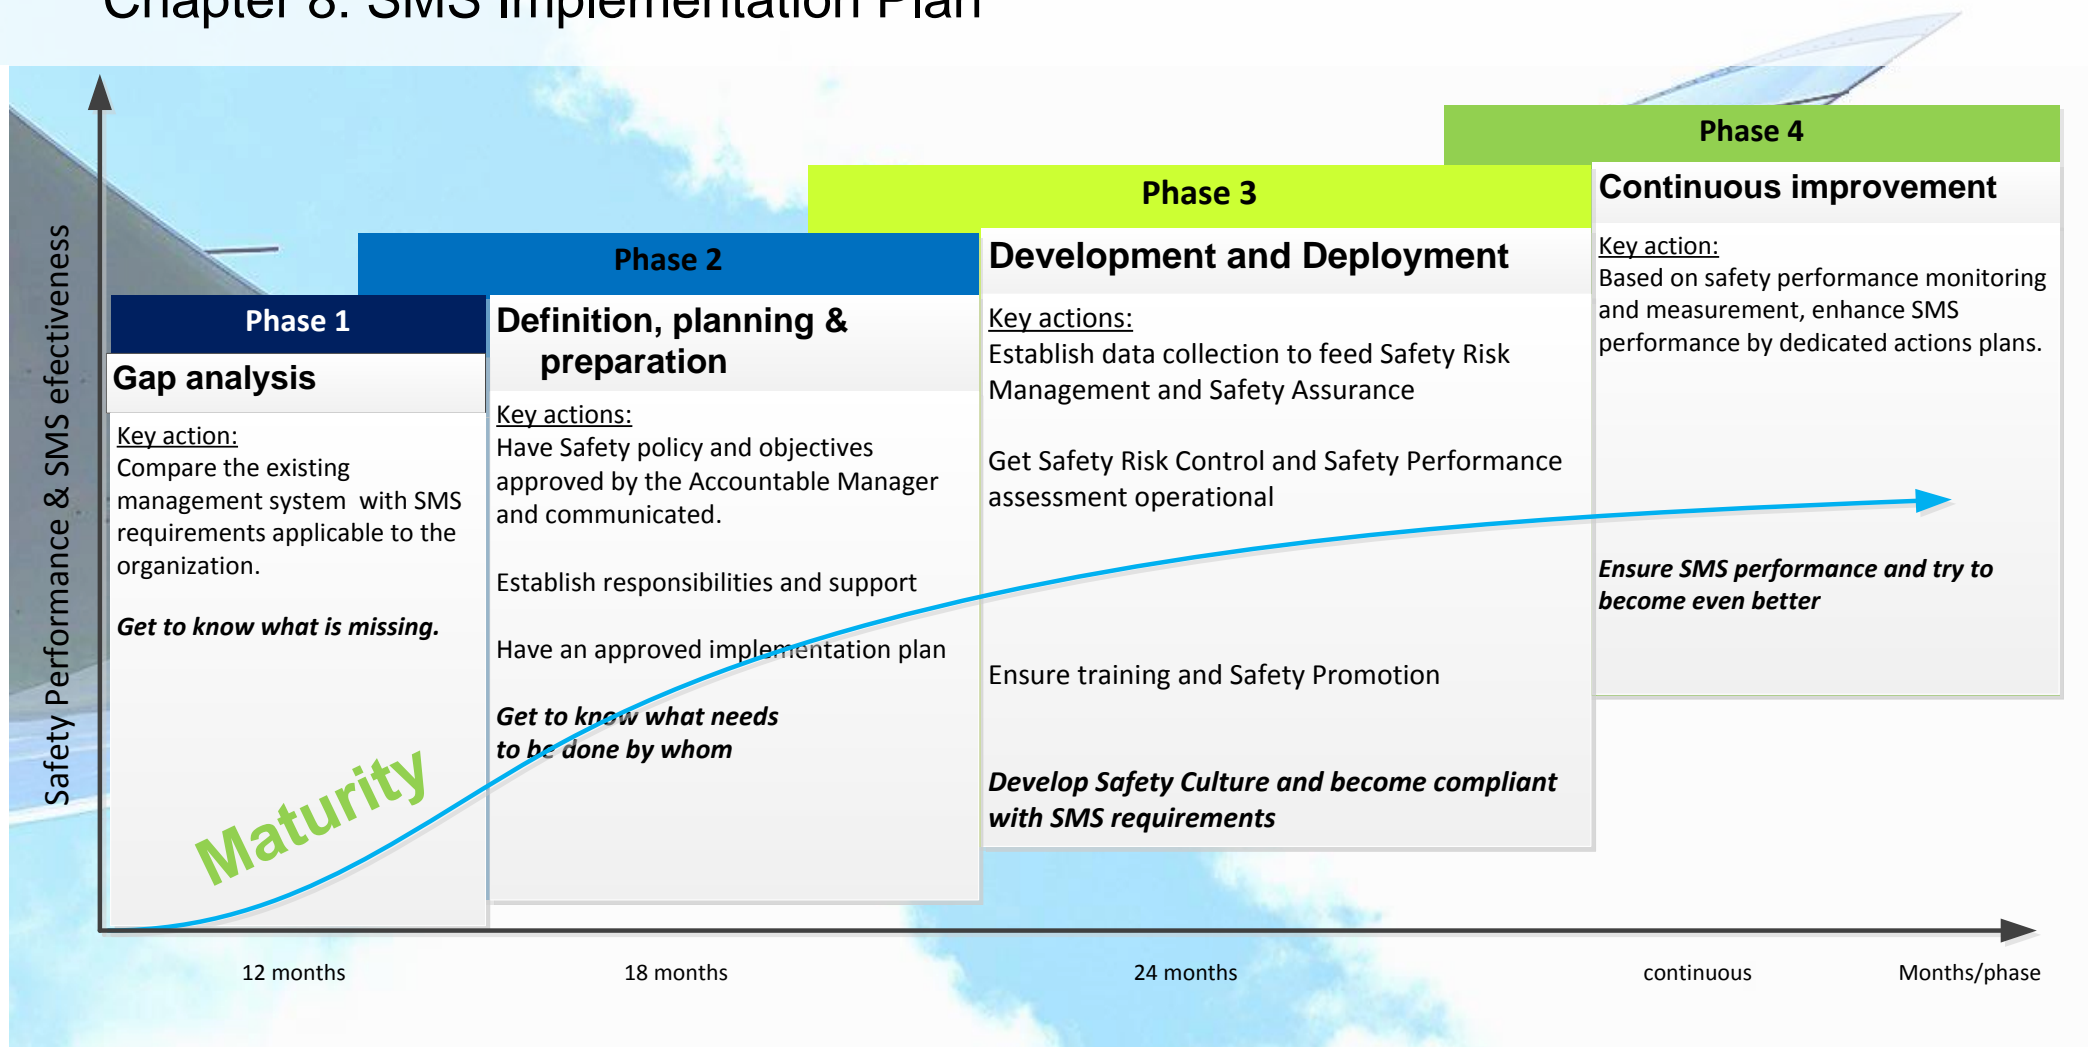 Chapter 8: SMS Implementation Plan
Safety Performance & SMS efectiveness
Phase 1
Gap analysis
Key action:
Compare the existing
management system with SMS
requirements applicable to the
organization.
Get to know what is missing.
Maturity
Phase 2
Definition, planning &
preparation
Key actions:
Have Safety policy and objectives
approved by the Accountable Manager
and communicated.
Establish responsibilities and support
Have an approved implementation plan
Get to know what needs
to be done by whom
Phase 3
Development and Deployment
Key actions:
Establish data collection to feed Safety Risk
Management and Safety Assurance
Get Safety Risk Control and Safety Performance
assessment operational
Ensure training and Safety Promotion
Develop Safety Culture and become compliant
with SMS requirements
Phase 4
Continuous improvement
Key action:
Based on safety performance monitoring
and measurement, enhance SMS
performance by dedicated actions plans.
Ensure SMS performance and try to
become even better
12 months
18 months
24 months
continuous
Months/phase